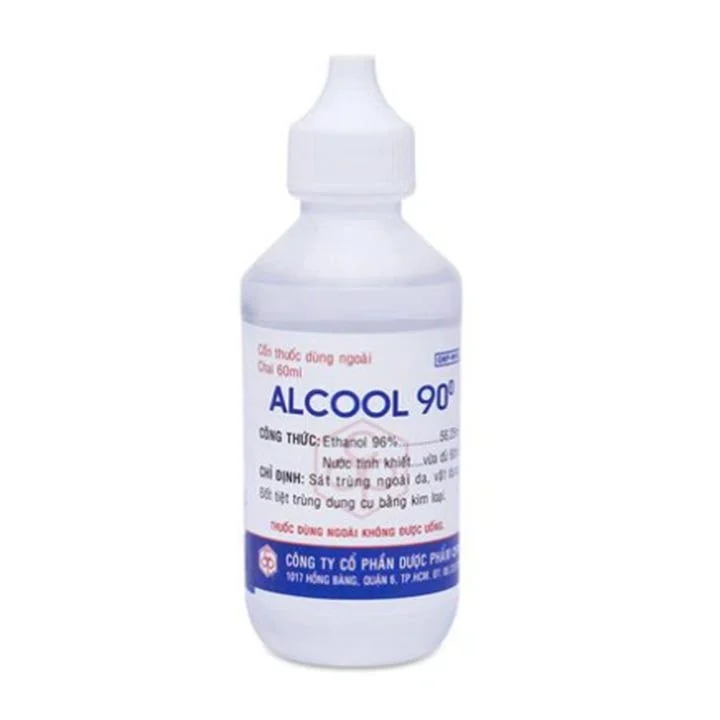 Cồn thuốc dùng ngoài
Chai 60ml
ALCOOL 90⁰
CÔNG THỨC: Ethanol 96%
Nước tinh khiết....vừa đủ
CHỈ ĐỊNH: Sát trùng ngoài da, vật
Đốt tiệt trùng dụng cụ bằng kim loại.
THUỐC DÙNG NGOÀI KHÔNG ĐƯỢC UỐNG.
CÔNG TY CỔ PHẦN DƯỢC PHẨM
1017 HỒNG BÀNG, QUẬN 6, TP.HCM.